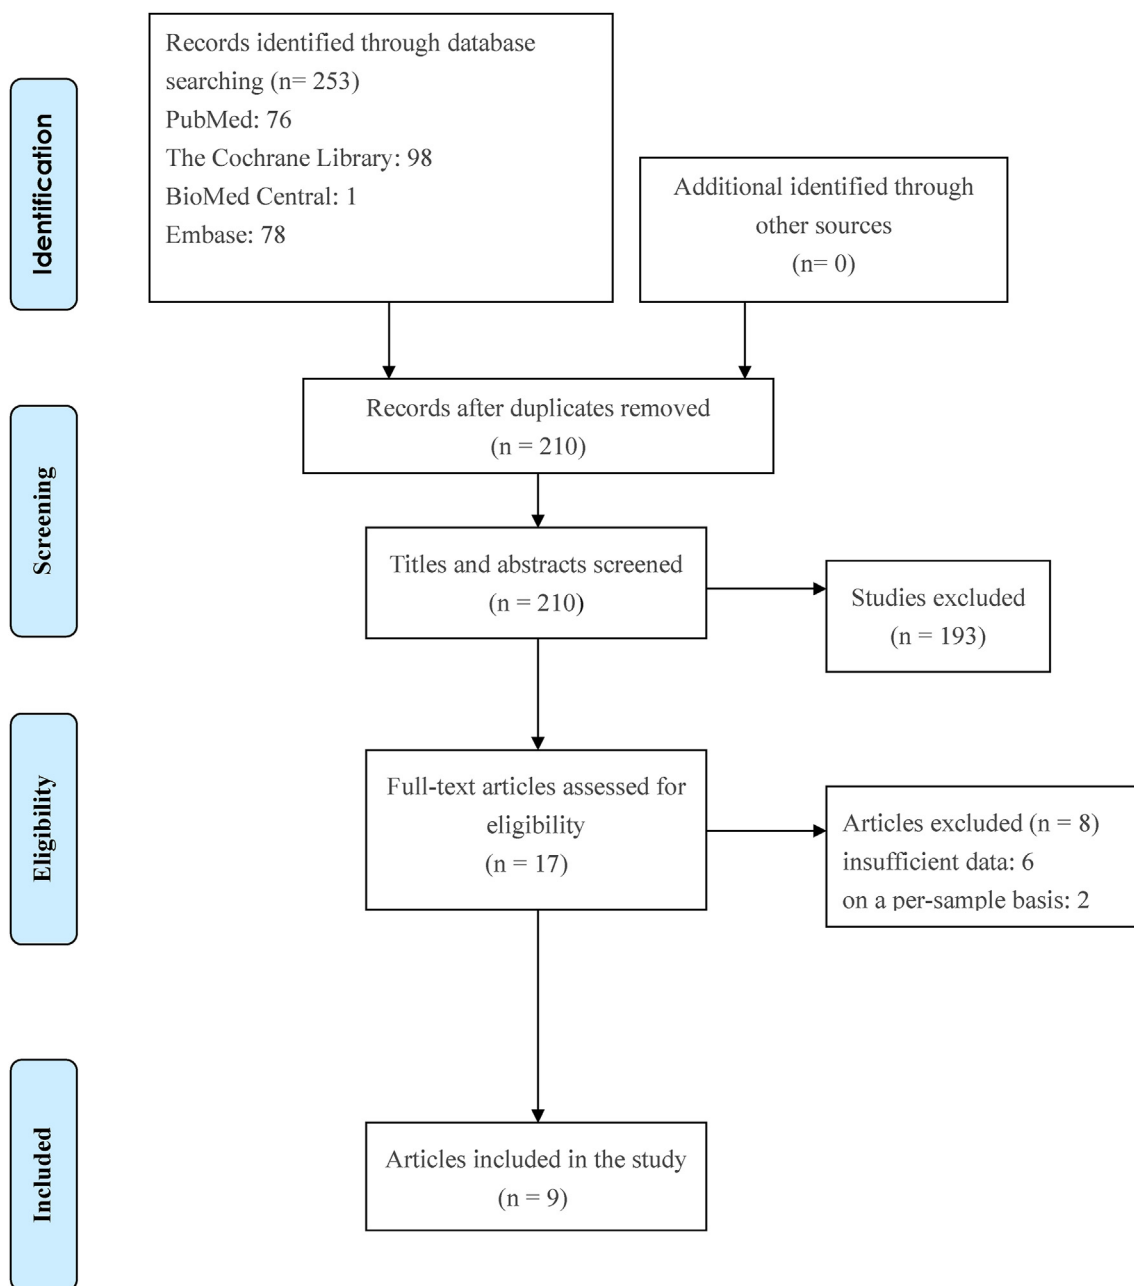 Identification
Records identified through database
searching (n= 253)
PubMed: 76
The Cochrane Library: 98
BioMed Central: 1
Embase: 78
Additional identified through
other sources
(n= 0)
Screening
Records after duplicates removed
(n = 210)
Titles and abstracts screened
(n = 210)
Studies excluded
(n = 193)
Eligibility
Full-text articles assessed for
eligibility
(n = 17)
Articles excluded (n = 8)
insufficient data: 6
on a per-sample basis: 2
Included
Articles included in the study
(n = 9)